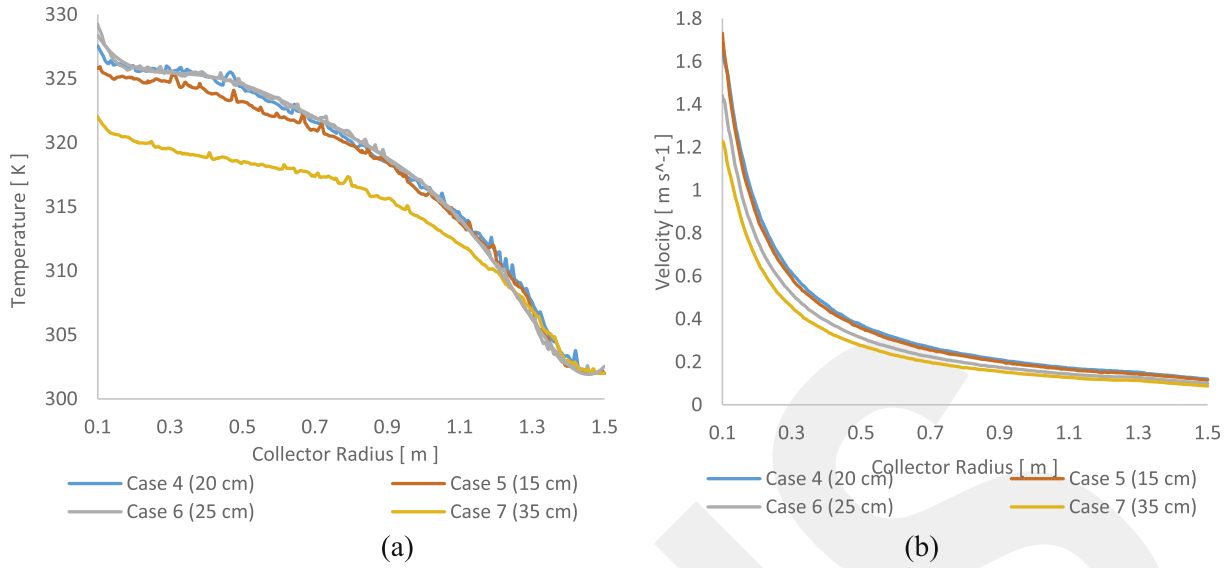 330
325
320
315
310
305
300
Temperature [ K ]
0.1 0.3 0.5 0.7 0.9 1.1 1.3 1.5
Collector Radius [ m ]
Case 4 (20 cm) Case 5 (15 cm)
Case 6 (25 cm) Case 7 (35 cm)
(a)
1.8
1.6
1.4
1.2
1
0.8
0.6
0.4
0.2
0
Velocity [ m s^-1 ]
0.1 0.3 0.5 0.7 0.9 1.1 1.3 1.5
Collector Radius [ m ]
Case 4 (20 cm) Case 5 (15 cm)
Case 6 (25 cm) Case 7 (35 cm)
(b)